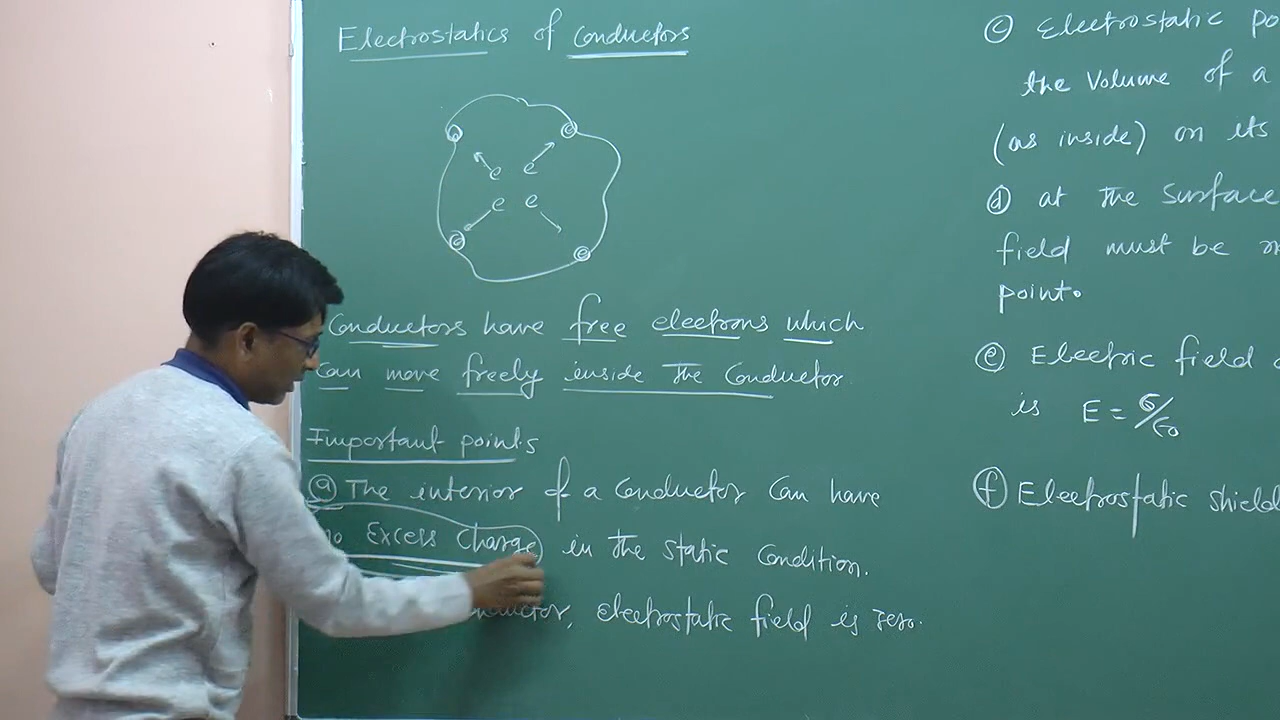 Electrostatics of Conductors
e e
e e
e e
e e
Conductors have free electrons which
Can move freely inside the Conductor
Important points
(a) The interior of a Conductor Can have
no Excess Charge in the static Condition.
conductor, electrostatic field is zero.
(c) Electrostatic po
the Volume of a
(as inside) on its
(d) at the surface
field must be
point.
(e) Electric field
is E = σ/ε0
(f) Electrostatic shield